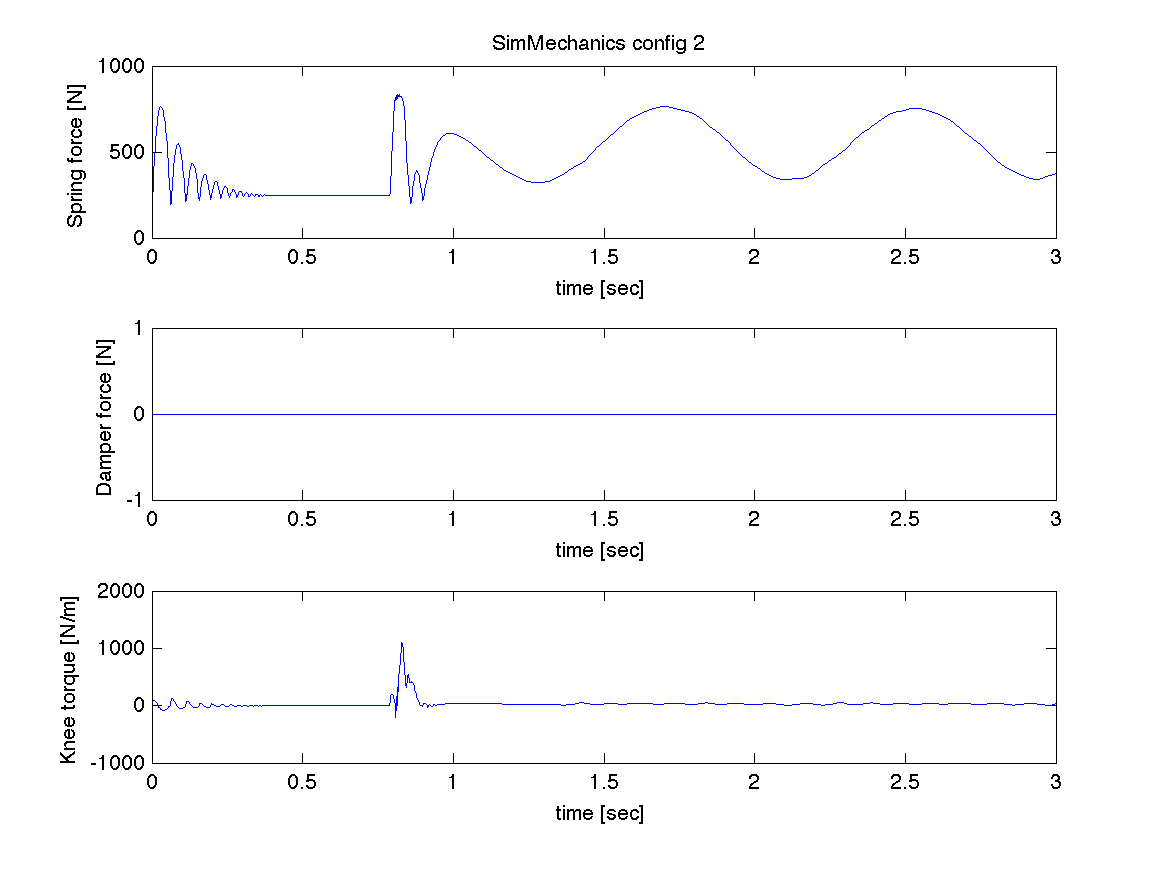 SimMechanics config 2
Spring force [N]
1000
500
0
0 0.5 1 1.5 2 2.5 3
time [sec]
Damper force [N]
1
0
-1
0 0.5 1 1.5 2 2.5 3
time [sec]
Knee torque [N/m]
2000
1000
0
-1000
0 0.5 1 1.5 2 2.5 3
time [sec]